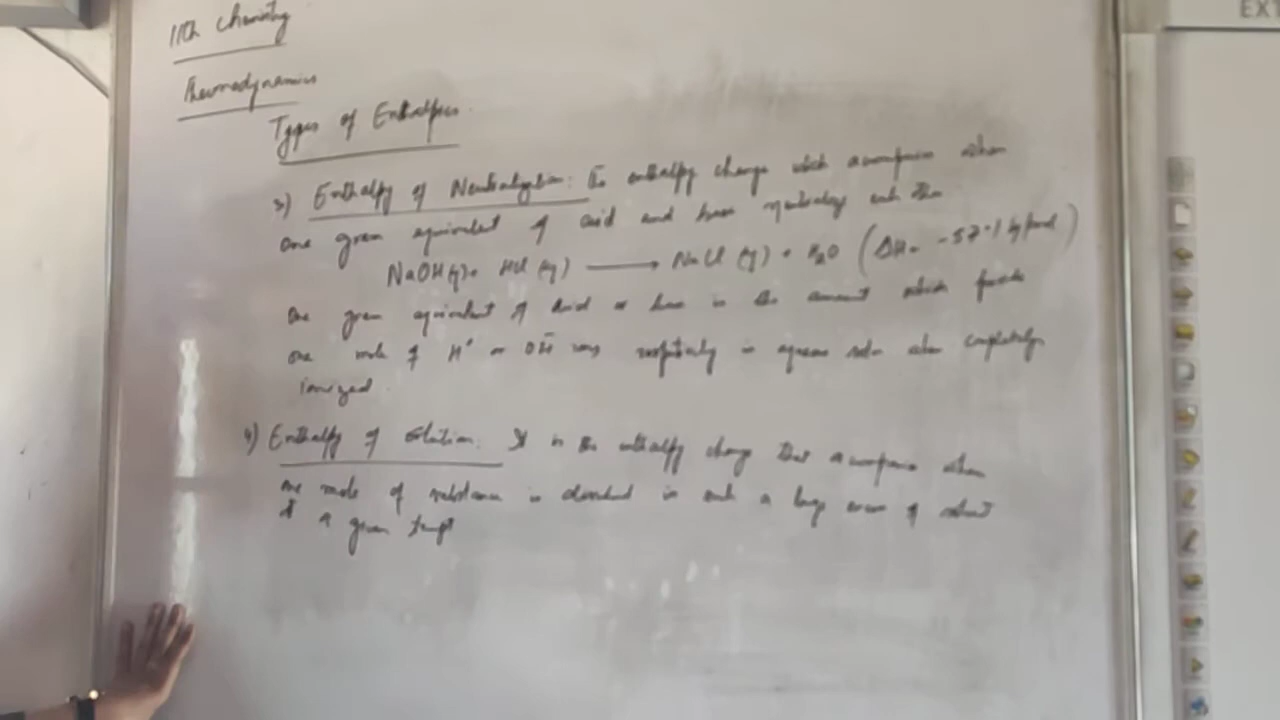 11th Chemistry
Thermodynamics
Types of Enthalpies
3) Enthalpy of Neutralization: The enthalpy change which accompanies when
one gram equivalent of acid and base neutralize each other
NaOH (aq) + HCl (aq) → NaCl (aq) + H2O (ΔH = -57.1 kJ/mol)
One gram equivalent of Acid or base is the amount which provide
one mole of H+ or OH- ions respectively in aqueous soln when completely
ionized.
4) Enthalpy of solution: It is the enthalpy change that accompanies when
one mole of substance is dissolved in such a large excess of solvent
at a given tempt
EXT